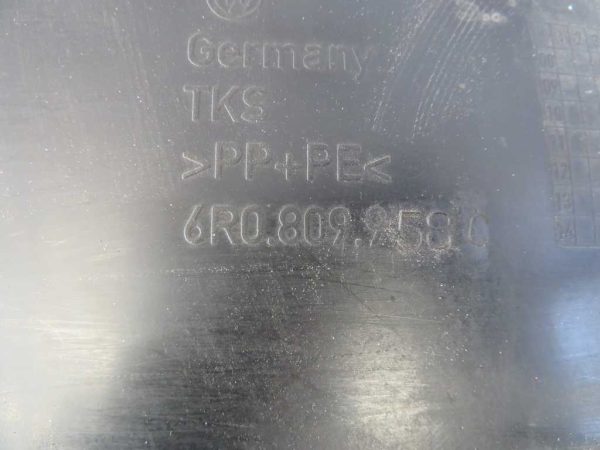 Germany
TKS
>PP+PE<
6R0.809.958